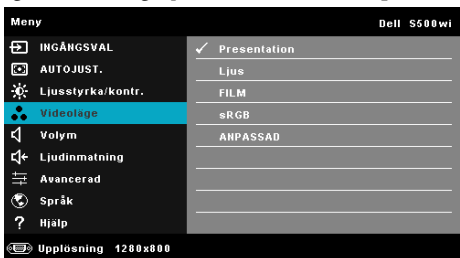 Meny Dell S500wi
INGÅNGSVAL
AUTOJUST.
Ljusstyrka/kontr.
Videoläge
Volym
Ljudinmatning
Avancerad
Språk
Hjälp
Presentation
Ljus
FILM
sRGB
ANPASSAD
Upplösning 1280x800